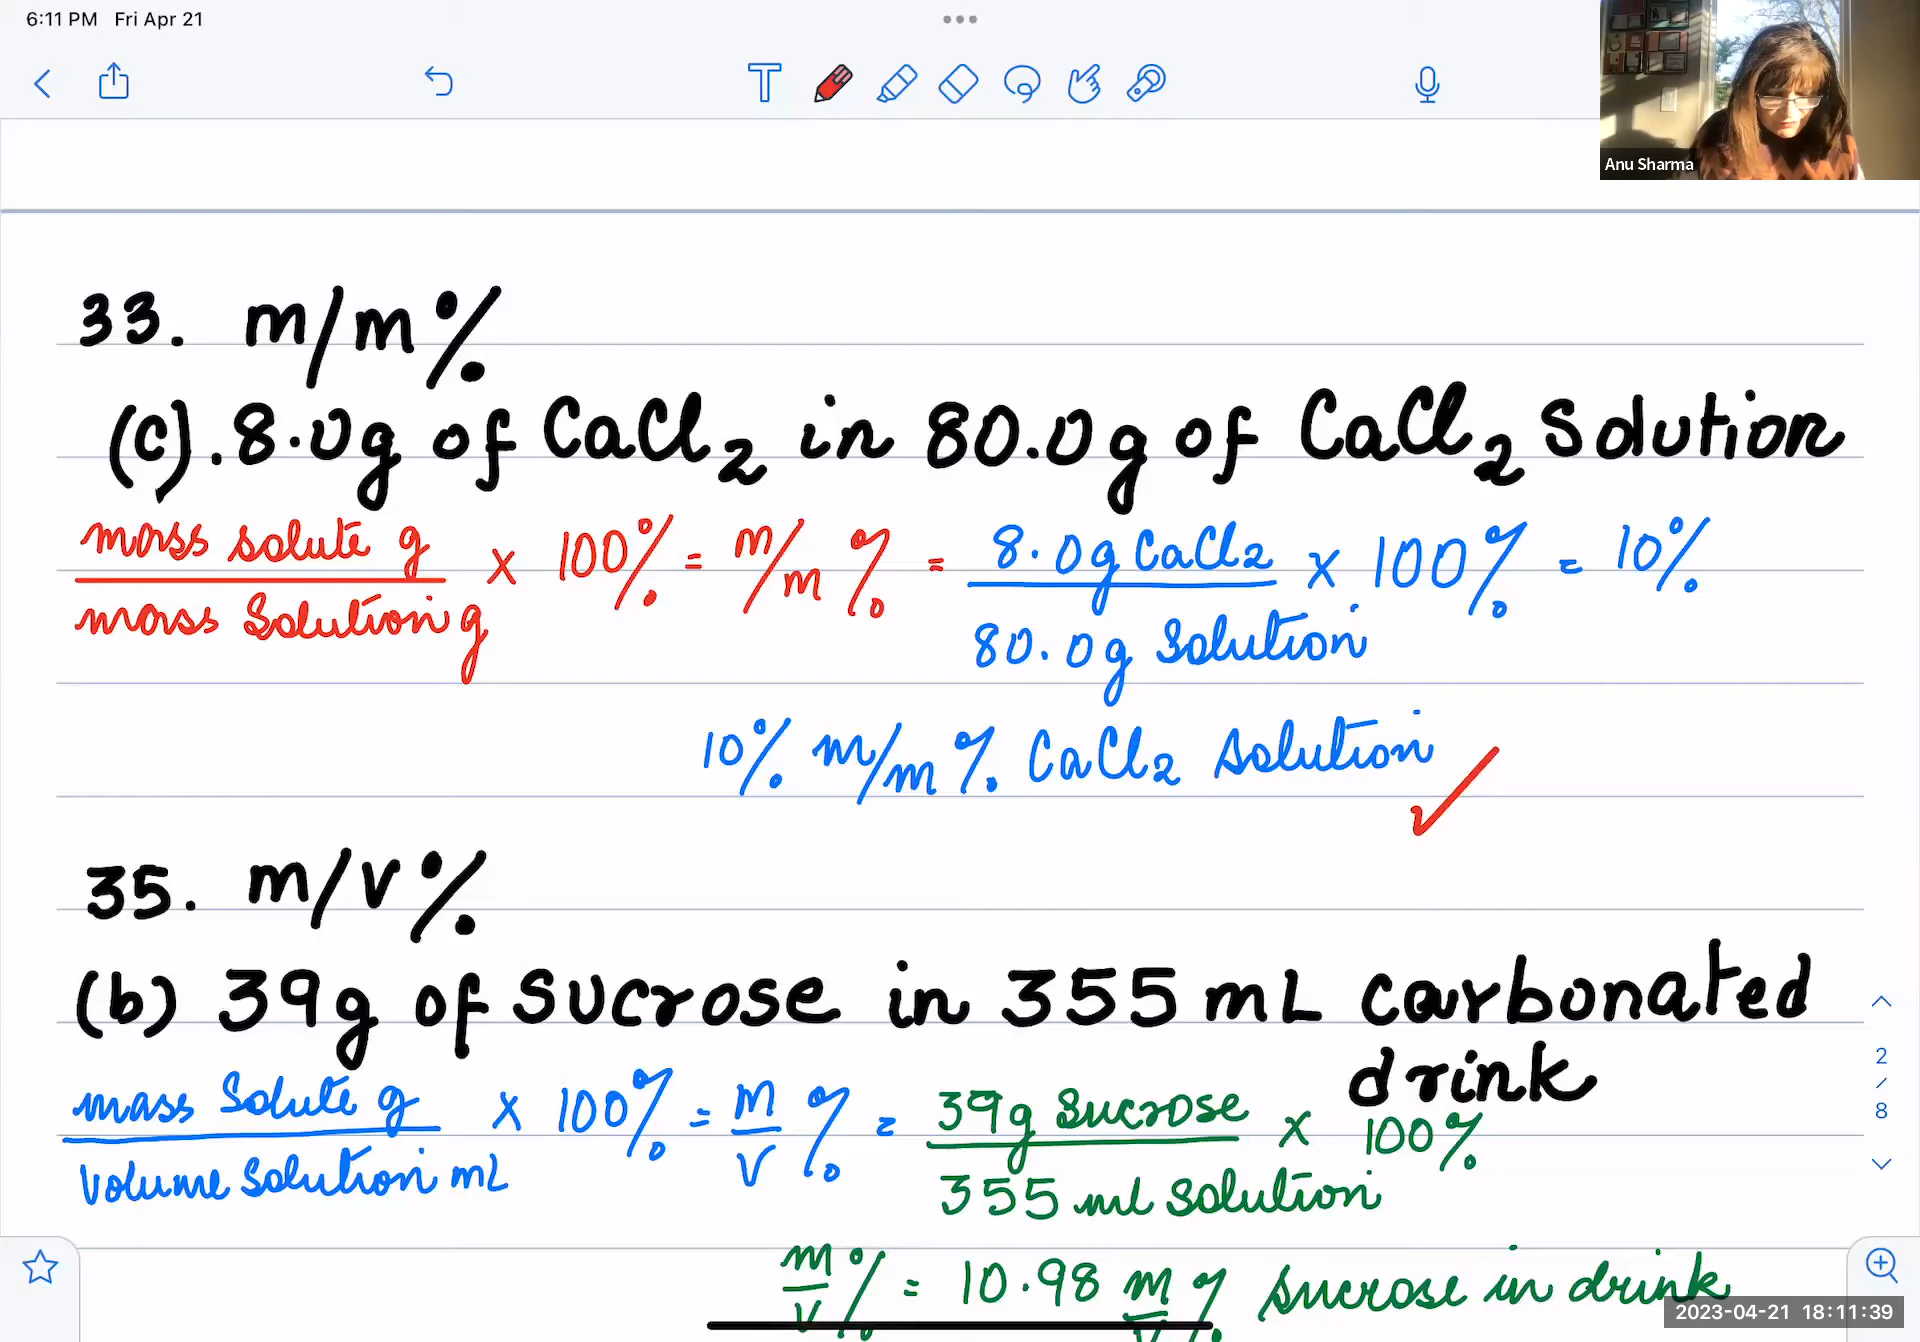 6:11 PM Fri Apr 21
Anu Sharma
33. m/m%
(c). 8.0g of CaCl2 in 80.0g of CaCl2 Solution
mass solute g / mass Solution g x 100% = m/m % = 8.0g CaCl2 / 80.0g Solution x 100% = 10%
10% m/m % CaCl2 solution ✓
35. m/v%
(b) 39g of sucrose in 355 mL carbonated
drink
mass Solute g / volume Solution mL x 100% = m/v % = 39g Sucrose / 355 ml solution x 100%
m/v % = 10.98 m/v % sucrose in drink
2/8
2023-04-21 18:11:39